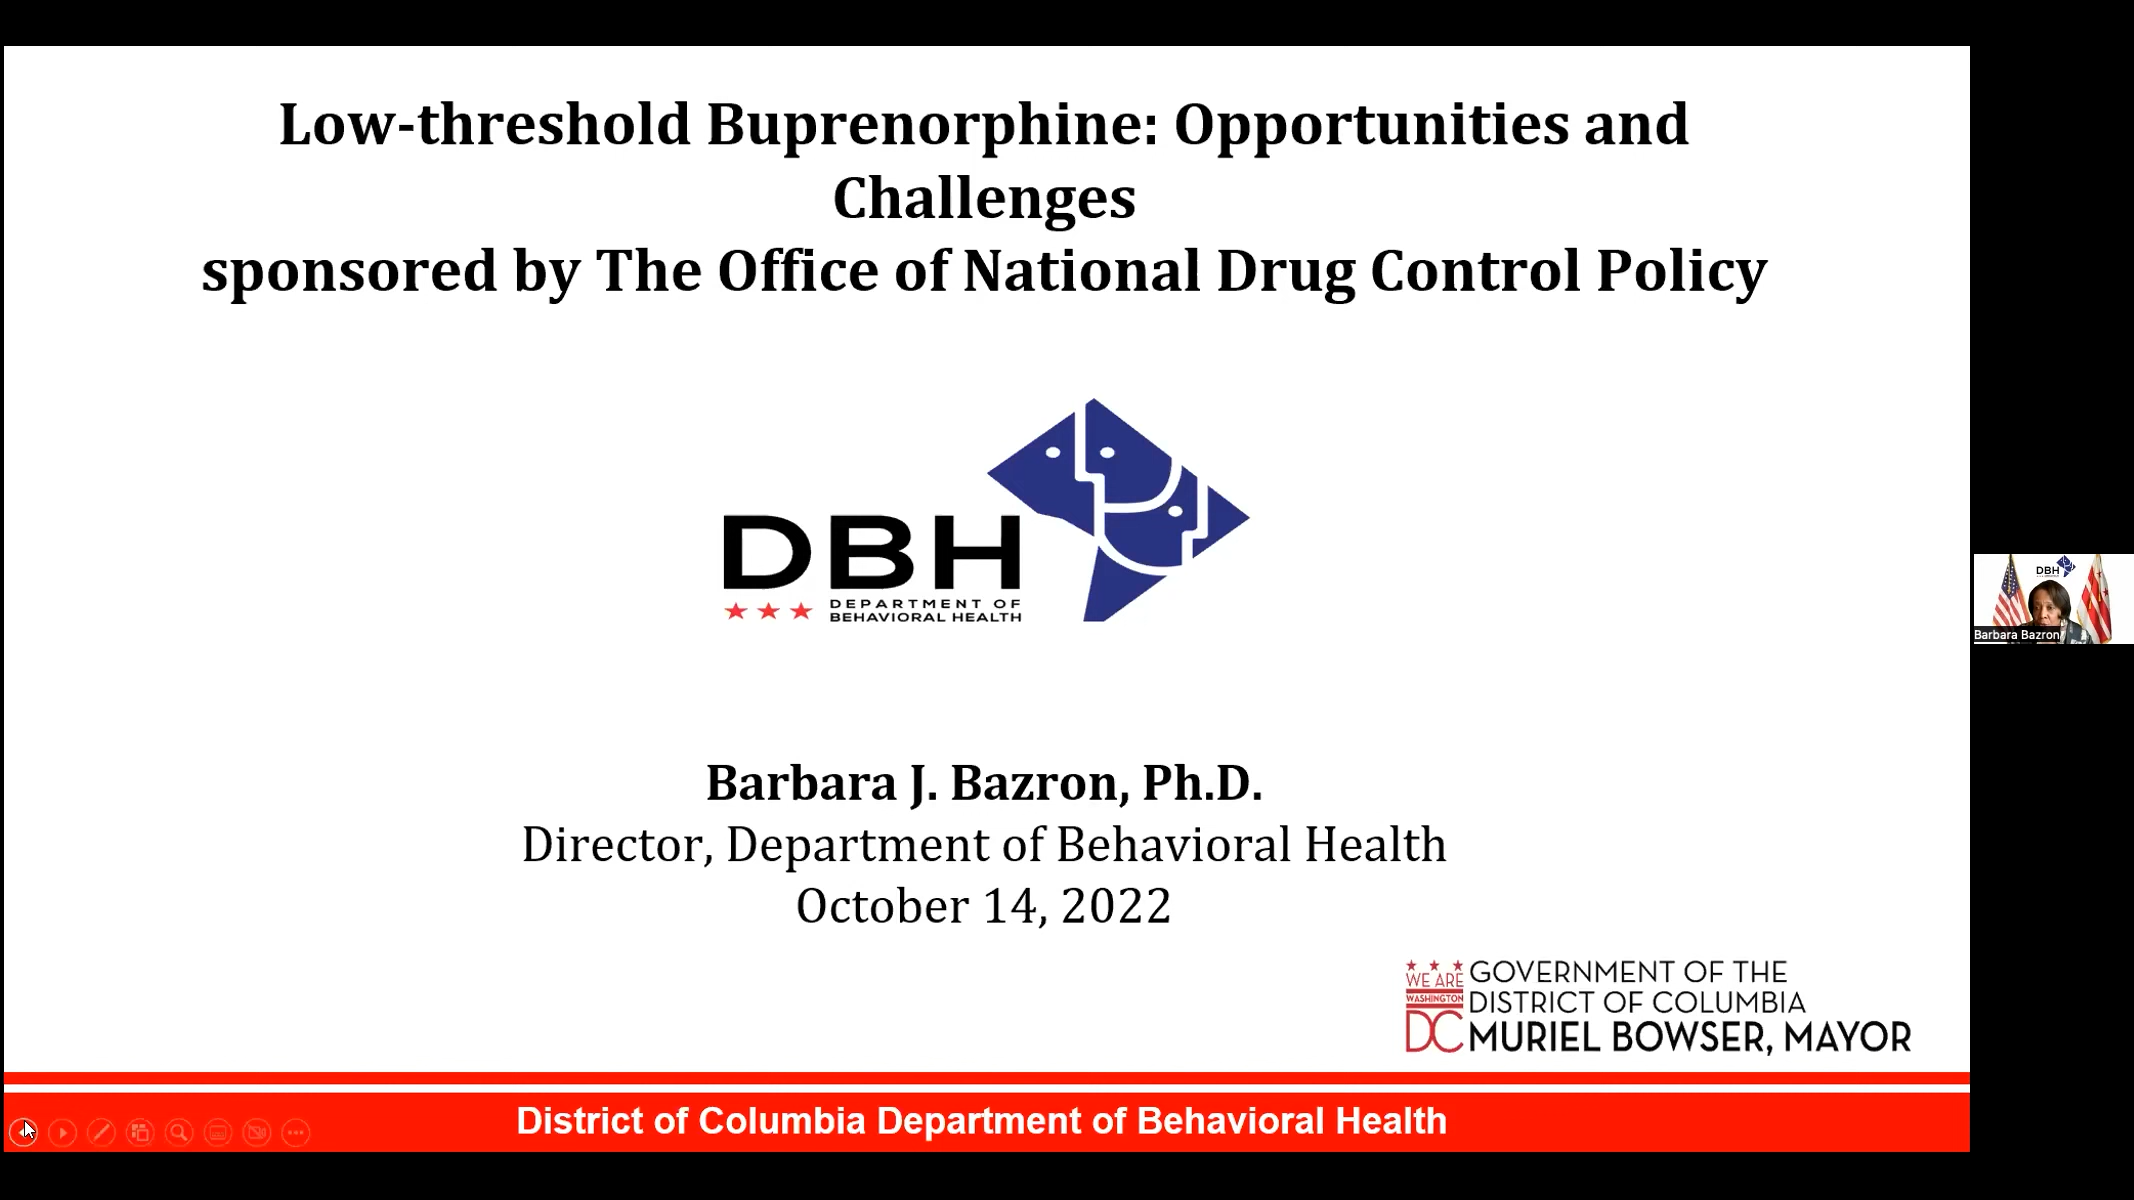 Low-threshold Buprenorphine: Opportunities and
Challenges
sponsored by The Office of National Drug Control Policy
DBH
DEPARTMENT OF
BEHAVIORAL HEALTH
DBH
Barbara Bazron
Barbara J. Bazron, Ph.D.
Director, Department of Behavioral Health
October 14, 2022
WE ARE
WASHINGTON
DC
GOVERNMENT OF THE
DISTRICT OF COLUMBIA
MURIEL BOWSER, MAYOR
District of Columbia Department of Behavioral Health